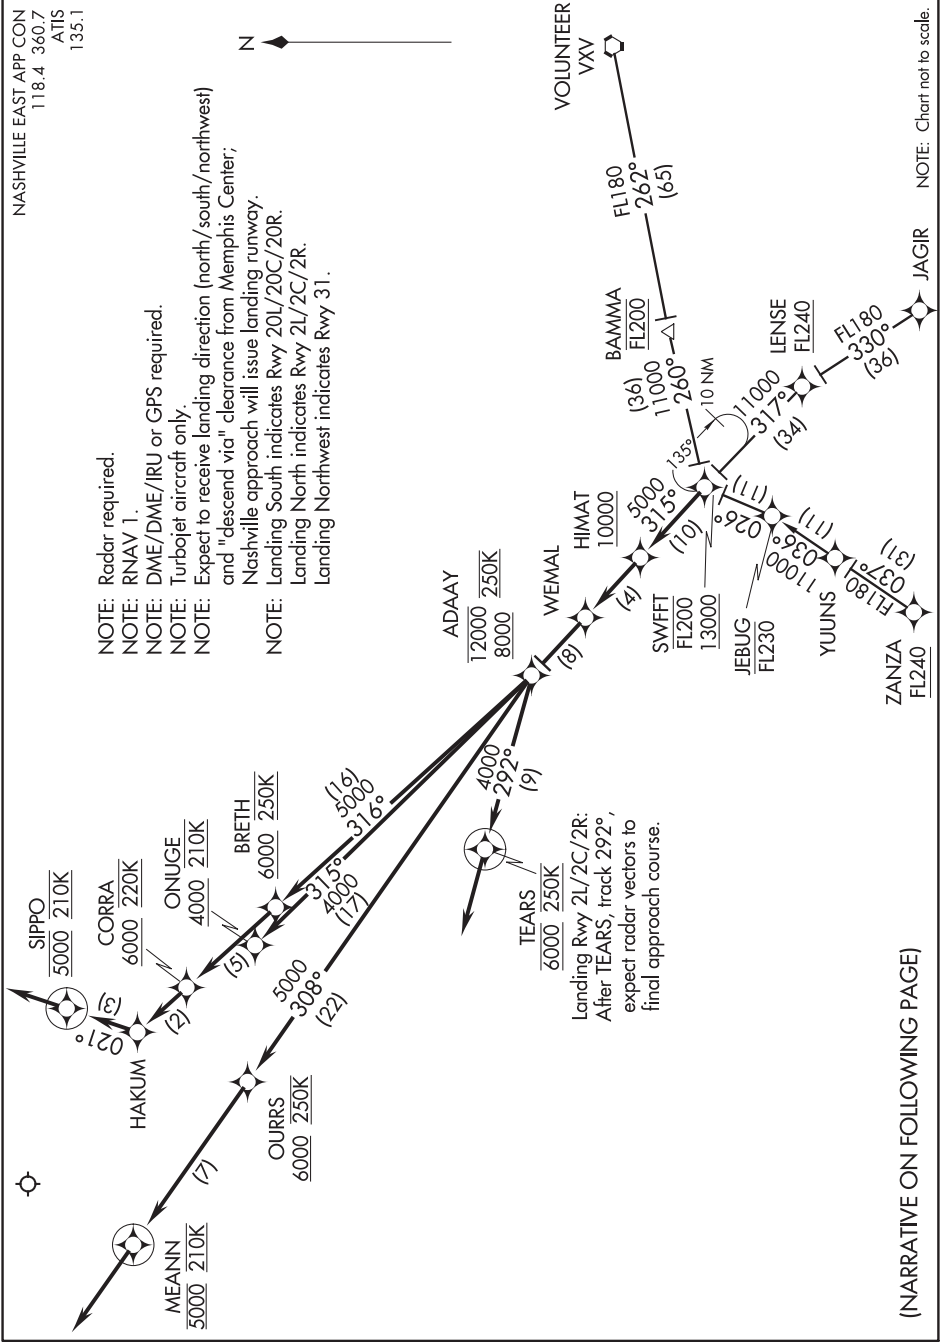 NASHVILLE EAST APP CON
118.4 360.7
ATIS
135.1
N
NOTE: Radar required.
NOTE: RNAV 1.
NOTE: DME/DME/IRU or GPS required.
NOTE: Turbojet aircraft only.
NOTE: Expect to receive landing direction (north/south/northwest)
and "descend via" clearance from Memphis Center;
Nashville approach will issue landing runway.
NOTE: Landing South indicates Rwy 20L/20C/20R.
Landing North indicates Rwy 2L/2C/2R.
Landing Northwest indicates Rwy 31.
SIPPO
5000 210K
CORRA
6000 220K
ONUGE
4000 210K
BRETH
6000 250K
HAKUM
021°
(3)
(2)
(5)
(16)
5000
316°
315°
4000
(17)
5000
308°
(22)
OURRS
6000 250K
(7)
MEANN
5000 210K
ADAAY
12000 250K
8000
4000
292°
(9)
TEARS
6000 250K
Landing Rwy 2L/2C/2R:
After TEARS, track 292°,
expect radar vectors to
final approach course.
WEMAL
(8)
HIMAT
10000
(4)
5000
315°
(10)
SWFFT
FL200
13000
135°
10 NM
BAMMA
FL200
(36)
11000
260°
VOLUNTEER
VXV
FL180
262°
(65)
LENSE
FL240
11000
317°
(34)
FL180
330°
(36)
JAGIR
JEBUG
FL230
026°
(11)
11000
036°
(11)
YUUNS
FL180
037°
(31)
ZANZA
FL240
NOTE: Chart not to scale.
(NARRATIVE ON FOLLOWING PAGE)